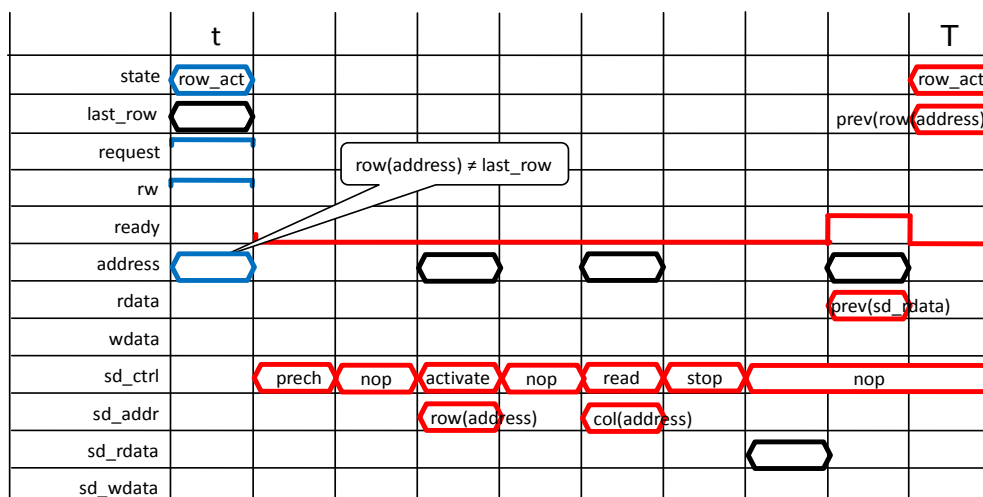 t T
state row_act row_act
last_row prev(row(address)
request
row(address) ≠ last_row
rw
ready
address
rdata prev(sd_rdata)
wdata
sd_ctrl prech nop activate nop read stop nop
sd_addr row(address) col(address)
sd_rdata
sd_wdata